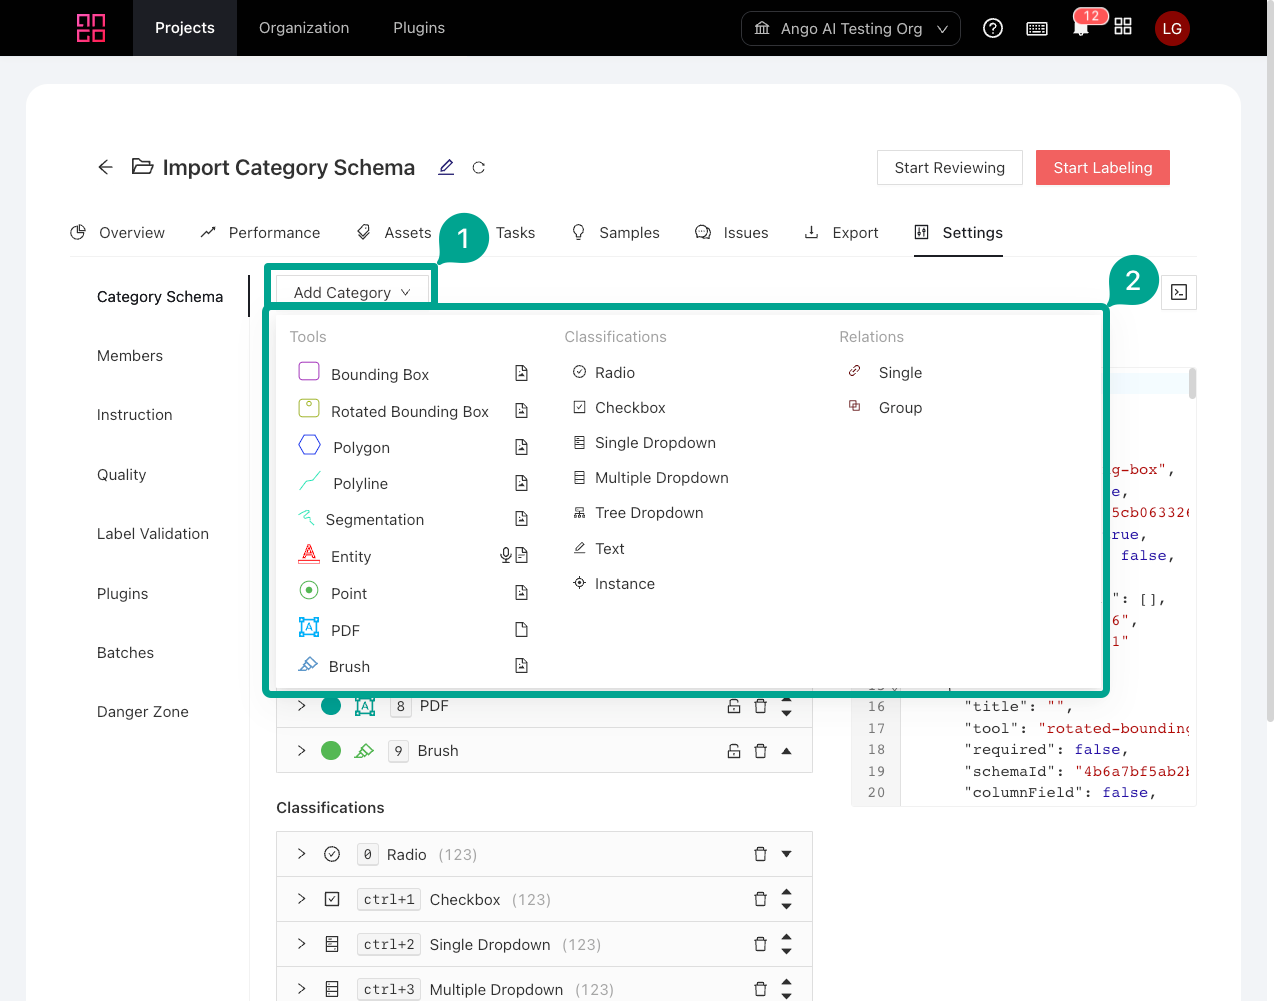 Projects
Organization
Plugins
Ango AI Testing Org
12
LG
Import Category Schema
Start Reviewing
Start Labeling
Overview
Performance
Assets
1
Tasks
Samples
Issues
Export
Settings
Category Schema
Members
Instruction
Quality
Label Validation
Plugins
Batches
Danger Zone
Add Category
2
Tools
Bounding Box
Rotated Bounding Box
Polygon
Polyline
Segmentation
Entity
Point
PDF
Brush
Classifications
Radio
Checkbox
Single Dropdown
Multiple Dropdown
Tree Dropdown
Text
Instance
Relations
Single
Group
8 PDF
9 Brush
Classifications
0 Radio (123)
ctrl+1 Checkbox (123)
ctrl+2 Single Dropdown (123)
ctrl+3 Multiple Dropdown (123)
g-box",
e,
5cb063326
rue,
false,
": [],
6",
1"
16 "title": "",
17 "tool": "rotated-bounding
18 "required": false,
19 "schemaId": "4b6a7bf5ab2b
20 "columnField": false,